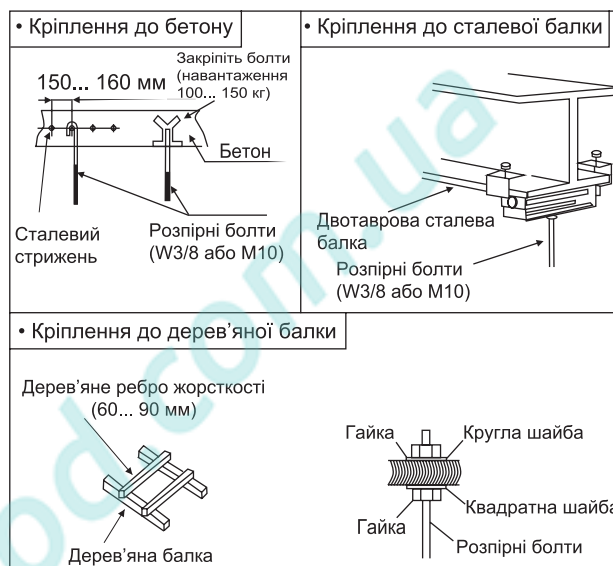 • Кріплення до бетону
Закріпіть болти
(навантаження
100... 150 кг)
150... 160 мм
Бетон
Сталевий
стрижень
Розпірні болти
(W3/8 або M10)
• Кріплення до сталевої балки
Двотаврова сталева
балка
Розпірні болти
(W3/8 або M10)
• Кріплення до дерев’яної балки
Дерев’яне ребро жорсткості
(60... 90 мм)
Дерев’яна балка
Гайка
Кругла шайба
Квадратна шайба
Гайка
Розпірні болти
od.com.ua